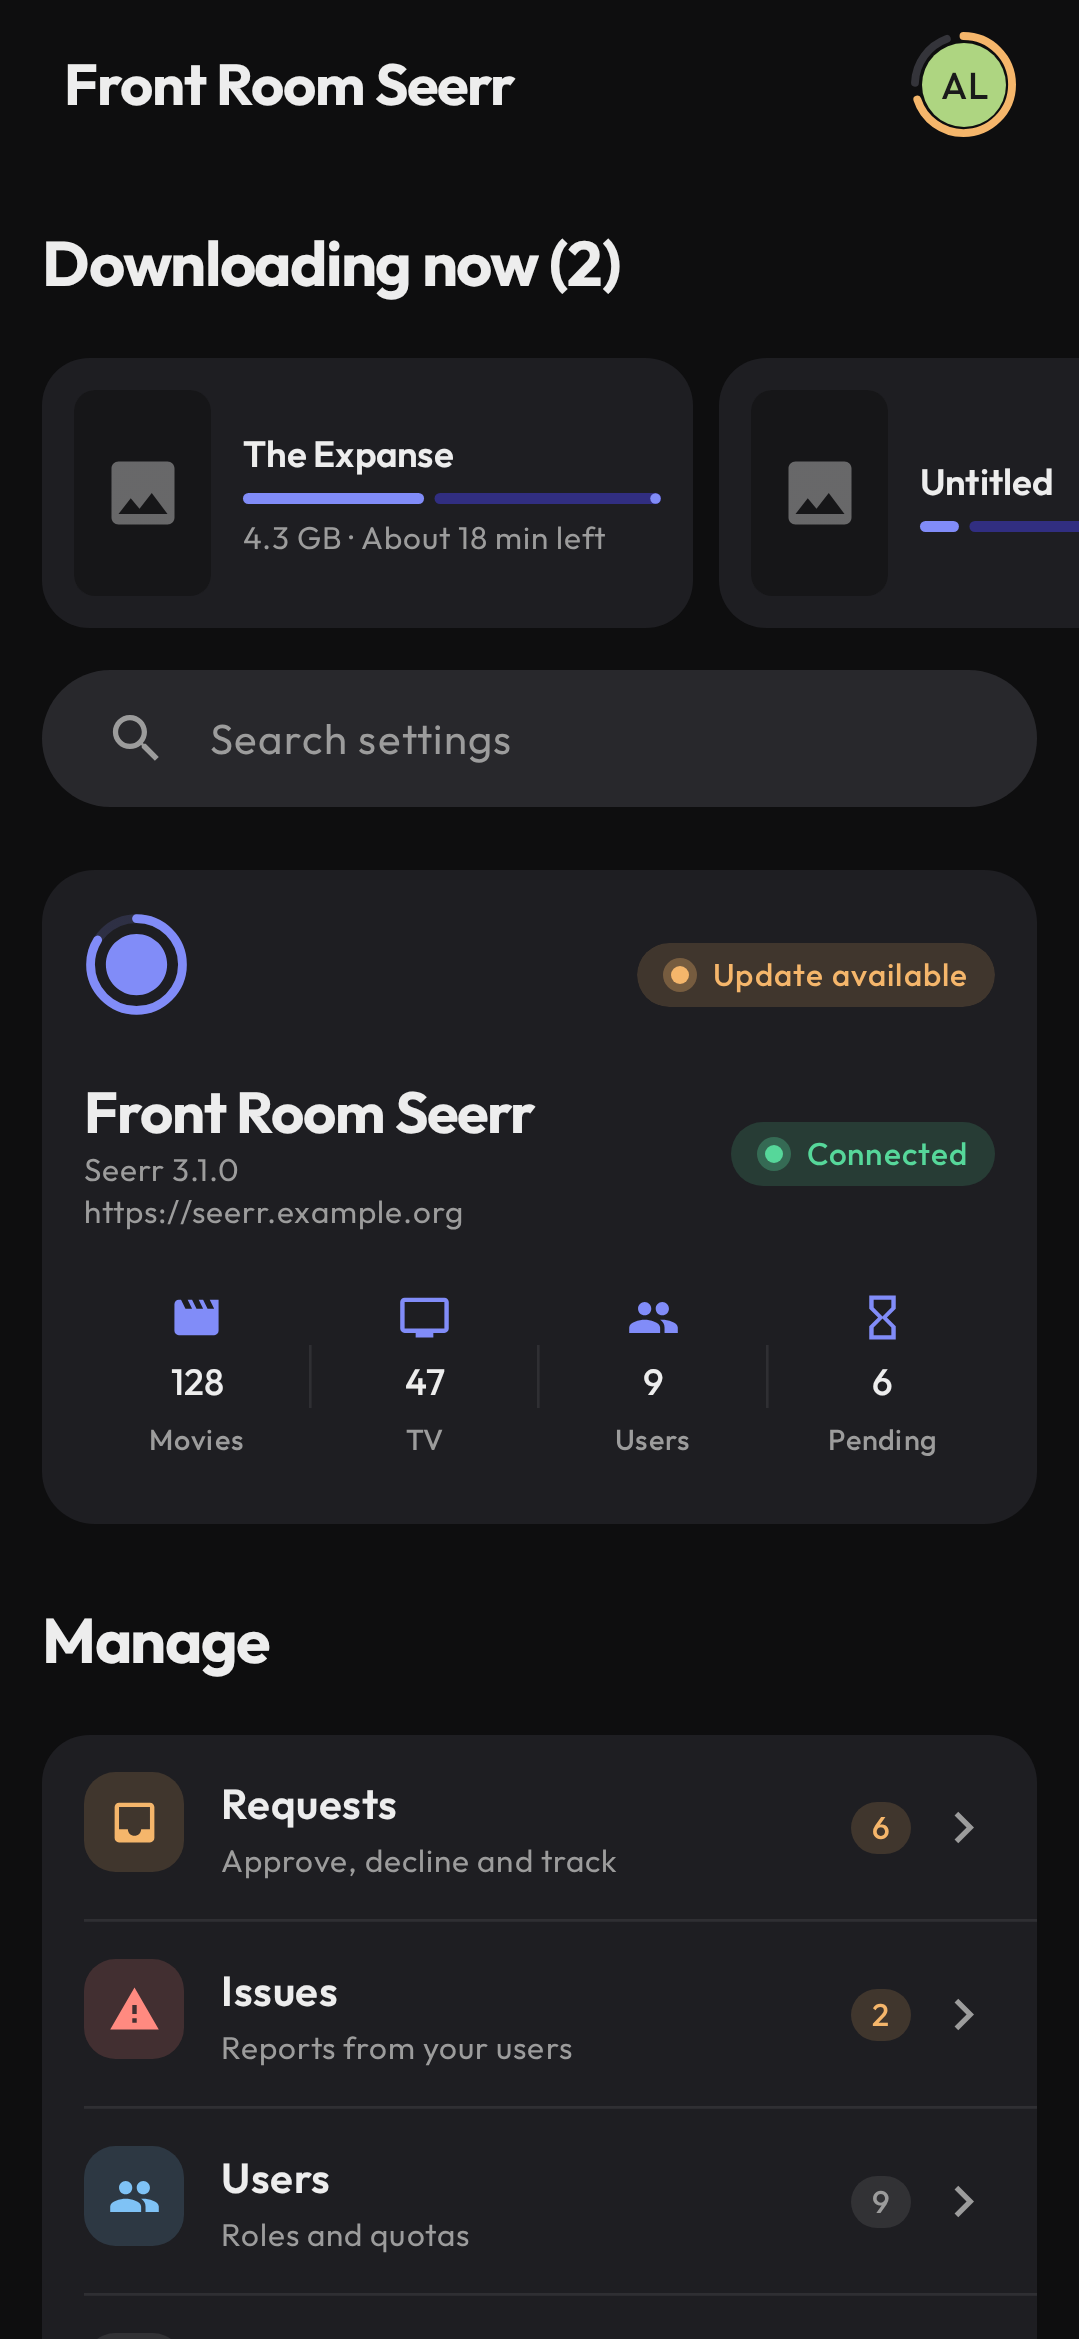 Front Room Seerr
AL
Downloading now (2)
The Expanse
4.3 GB · About 18 min left
Untitled
Search settings
Update available
Front Room Seerr
Seerr 3.1.0
https://seerr.example.org
Connected
128
Movies
47
TV
9
Users
6
Pending
Manage
Requests
Approve, decline and track
6
Issues
Reports from your users
2
Users
Roles and quotas
9